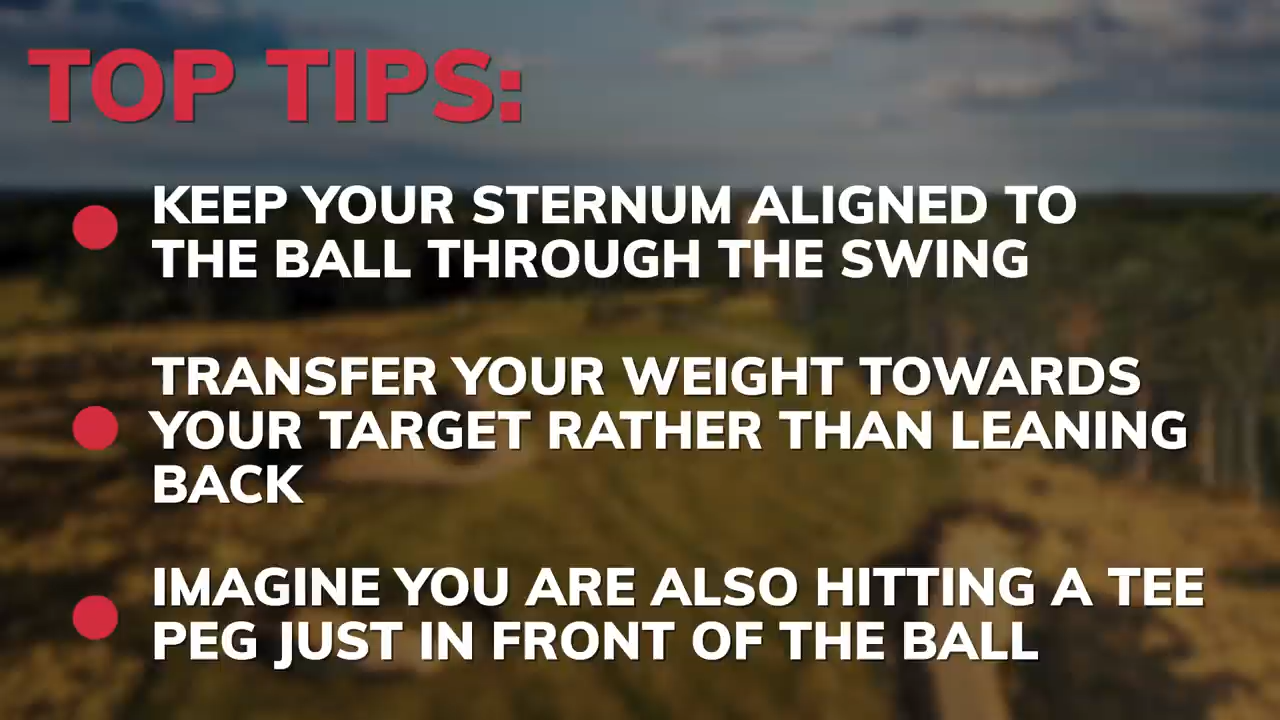 TOP TIPS:
KEEP YOUR STERNUM ALIGNED TO
THE BALL THROUGH THE SWING
TRANSFER YOUR WEIGHT TOWARDS
YOUR TARGET RATHER THAN LEANING
BACK
IMAGINE YOU ARE ALSO HITTING A TEE
PEG JUST IN FRONT OF THE BALL